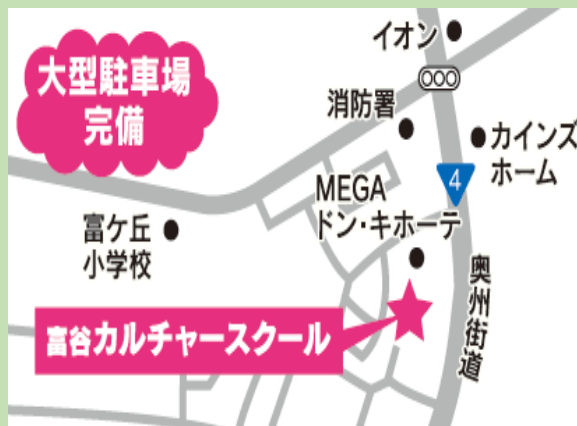 大型駐車場
完備
イオン
消防署
カインズ
ホーム
4
MEGA
ドン・キホーテ
富ケ丘
小学校
奥州街道
富谷カルチャースクール